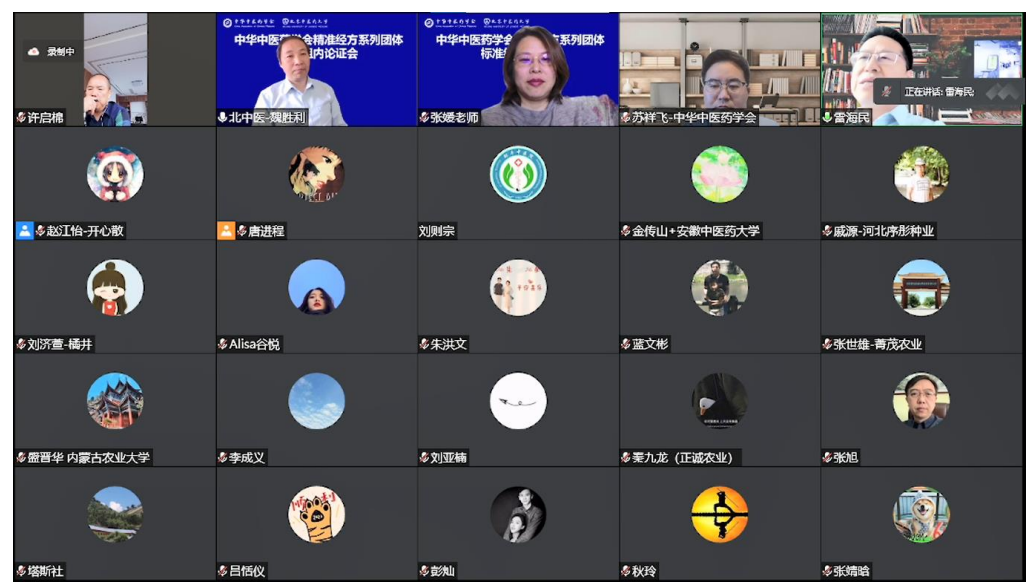 录制中
许启棉
中华中医药学会
北京中医药大学
中华中医药学会精准经方系列团体
组内论证会
北中医-魏胜利
中华中医药学会
北京中医药大学
中华中医药学会
方系列团体
标准
张媛老师
苏祥飞-中华中医药学会
正在讲话: 雷海民
雷海民
赵江怡-开心散
唐进程
刘则宗
金传山+安徽中医药大学
戚源-河北序彤种业
刘济萱-橘井
Alisa谷悦
朱洪文
蓝文彬
张世雄-菁茂农业
盛晋华 内蒙古农业大学
李成义
刘亚楠
秦九龙（正诚农业）
张旭
塔斯社
吕恬仪
彭灿
秋玲
张婧晗